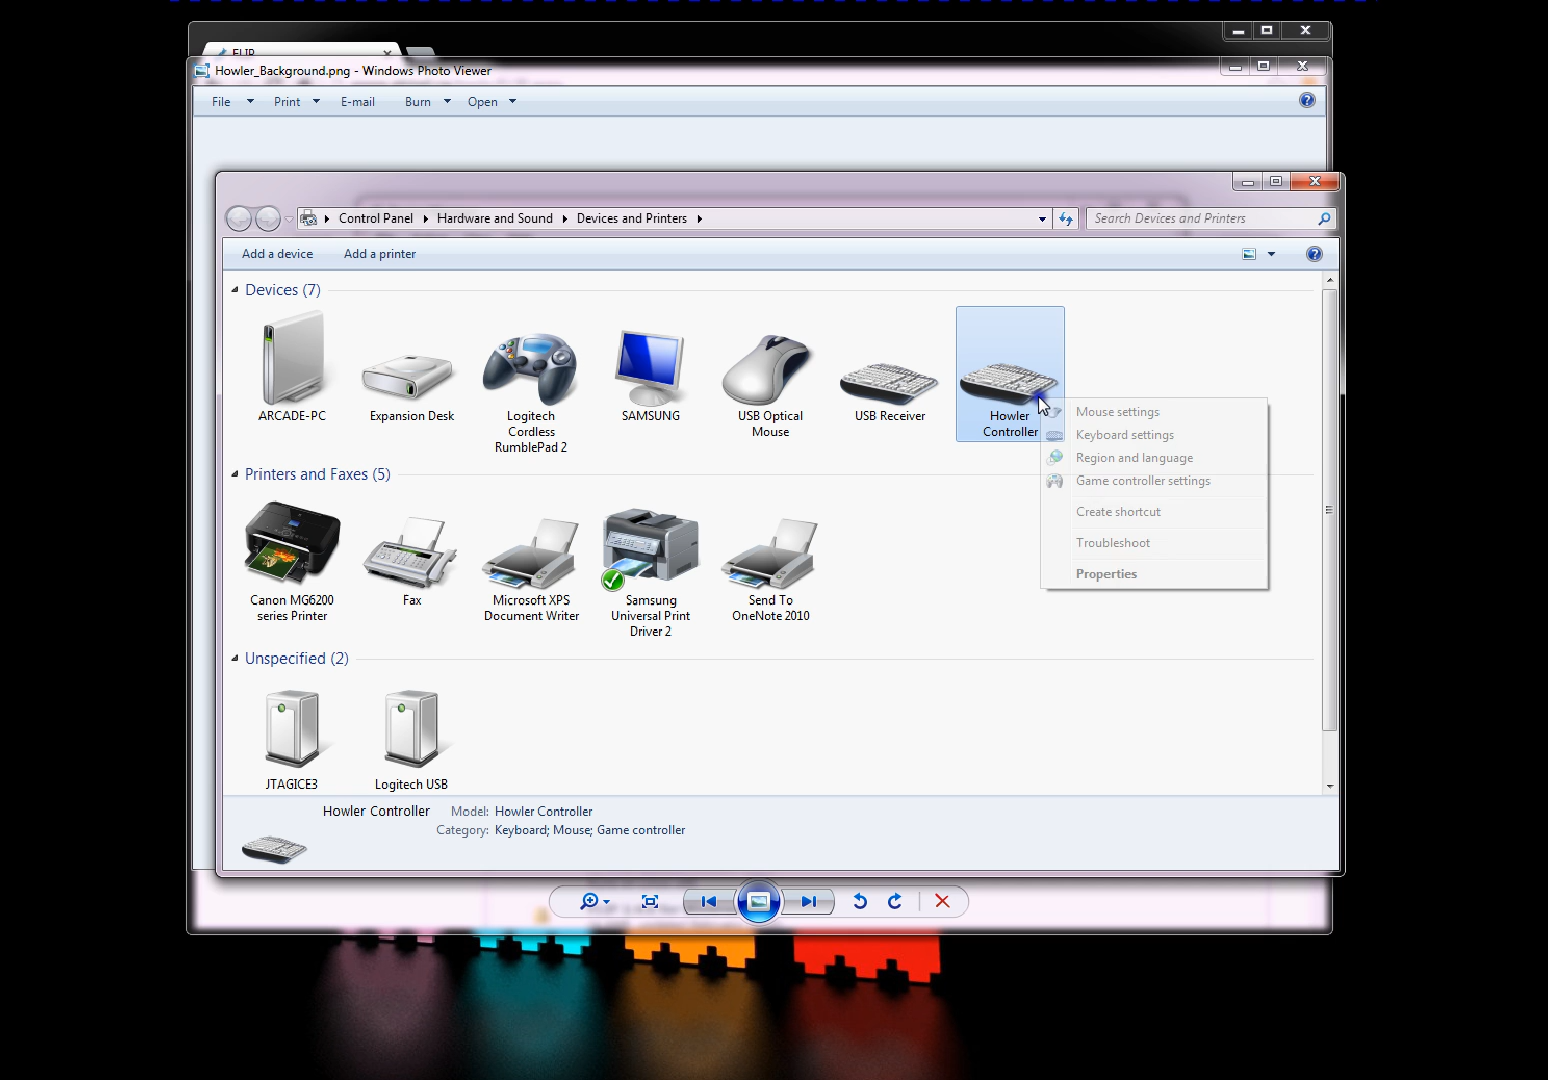 FLIP
Howler_Background.png - Windows Photo Viewer
File Print E-mail Burn Open
Control Panel Hardware and Sound Devices and Printers Search Devices and Printers
Add a device Add a printer
Devices (7)
ARCADE-PC
Expansion Desk
Logitech
Cordless
RumblePad 2
SAMSUNG
USB Optical
Mouse
USB Receiver
Howler
Controller
Mouse settings
Keyboard settings
Region and language
Game controller settings
Create shortcut
Troubleshoot
Properties
Printers and Faxes (5)
Canon MG6200
series Printer
Fax
Microsoft XPS
Document Writer
Samsung
Universal Print
Driver 2
Send To
OneNote 2010
Unspecified (2)
JTAGICE3
Logitech USB
Howler Controller Model: Howler Controller
Category: Keyboard; Mouse; Game controller